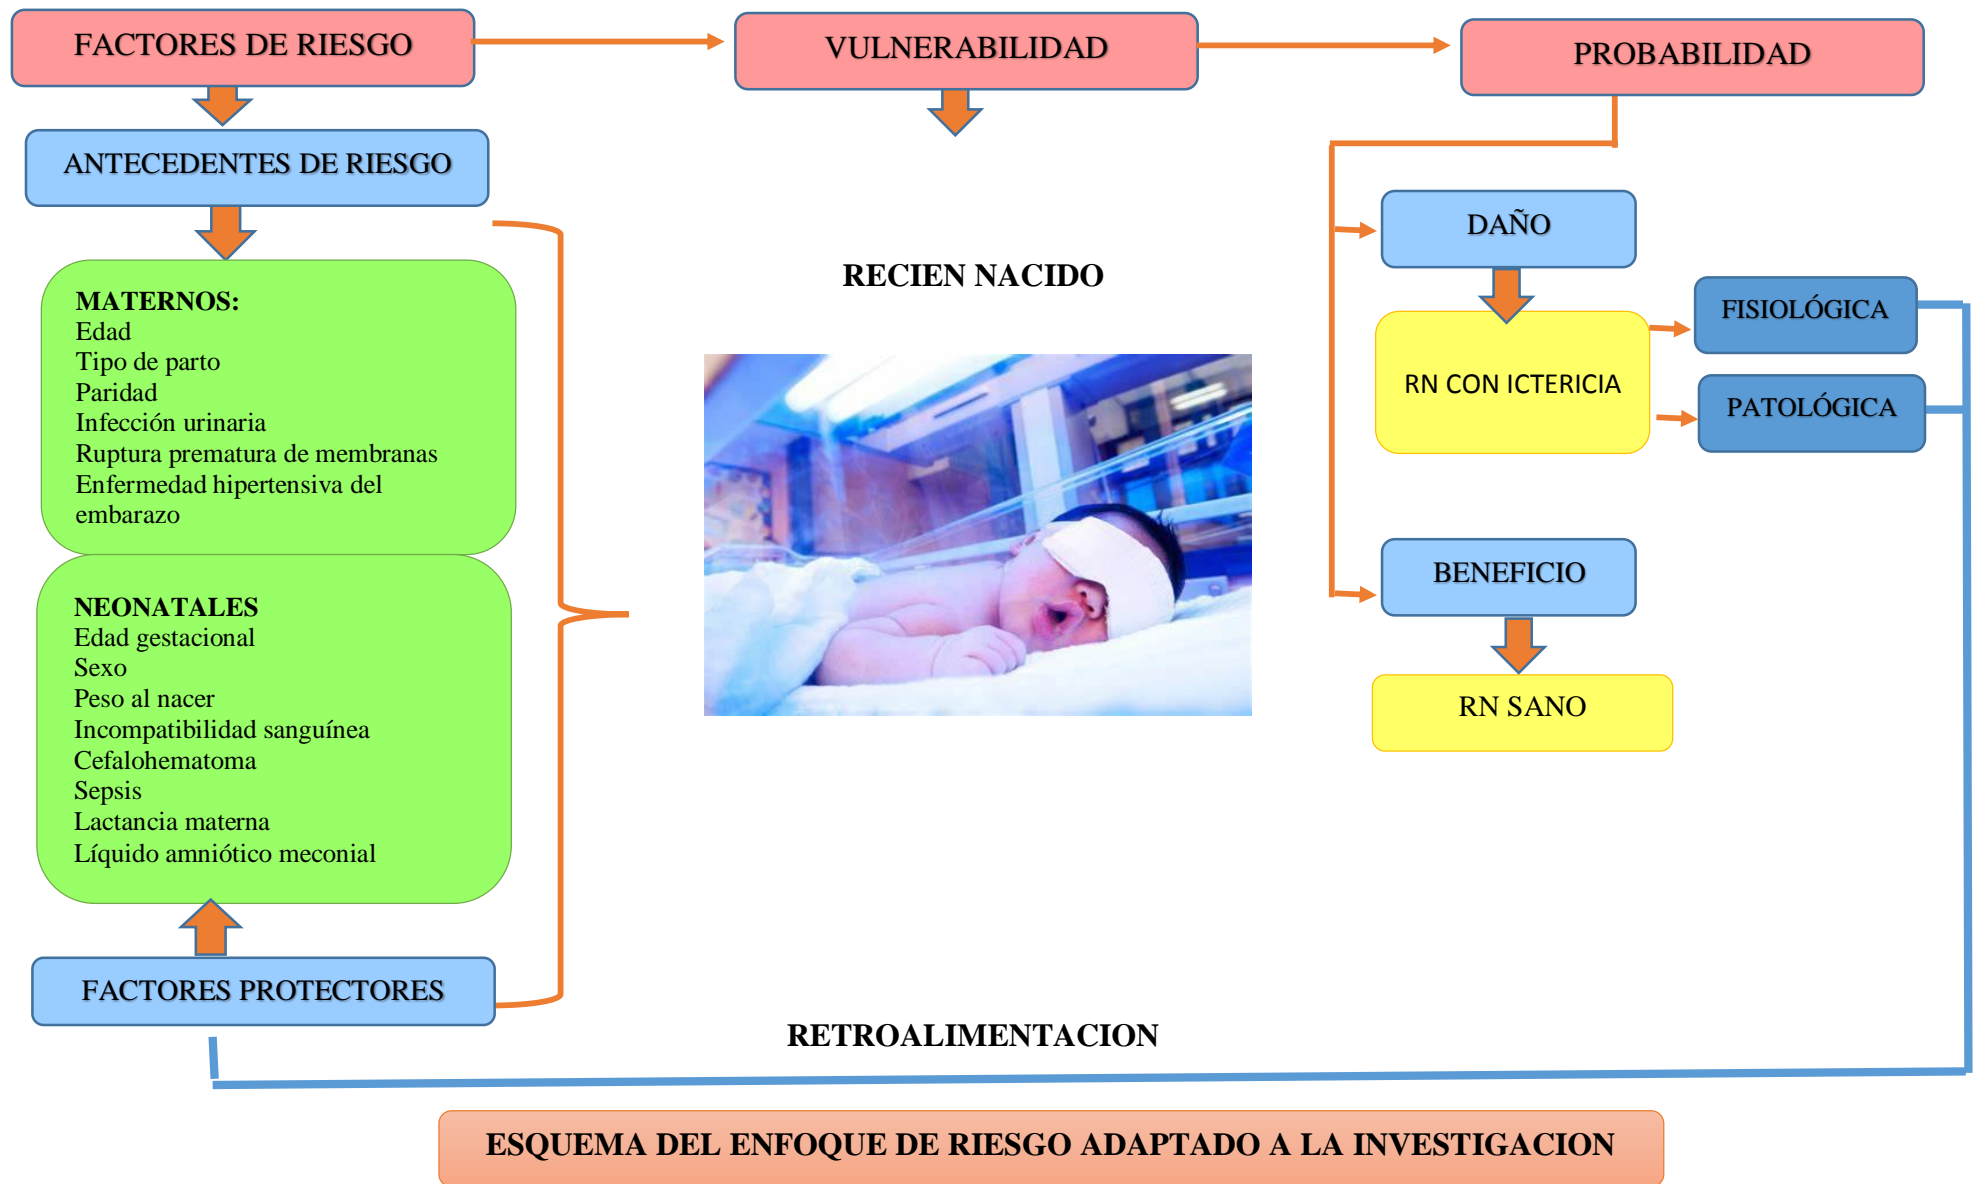 FACTORES DE RIESGO
VULNERABILIDAD
PROBABILIDAD
ANTECEDENTES DE RIESGO
MATERNOS:
Edad
Tipo de parto
Paridad
Infección urinaria
Ruptura prematura de membranas
Enfermedad hipertensiva del
embarazo
NEONATALES
Edad gestacional
Sexo
Peso al nacer
Incompatibilidad sanguínea
Cefalohematoma
Sepsis
Lactancia materna
Líquido amniótico meconial
FACTORES PROTECTORES
RECIEN NACIDO
DAÑO
RN CON ICTERICIA
FISIOLÓGICA
PATOLÓGICA
BENEFICIO
RN SANO
RETROALIMENTACION
ESQUEMA DEL ENFOQUE DE RIESGO ADAPTADO A LA INVESTIGACION